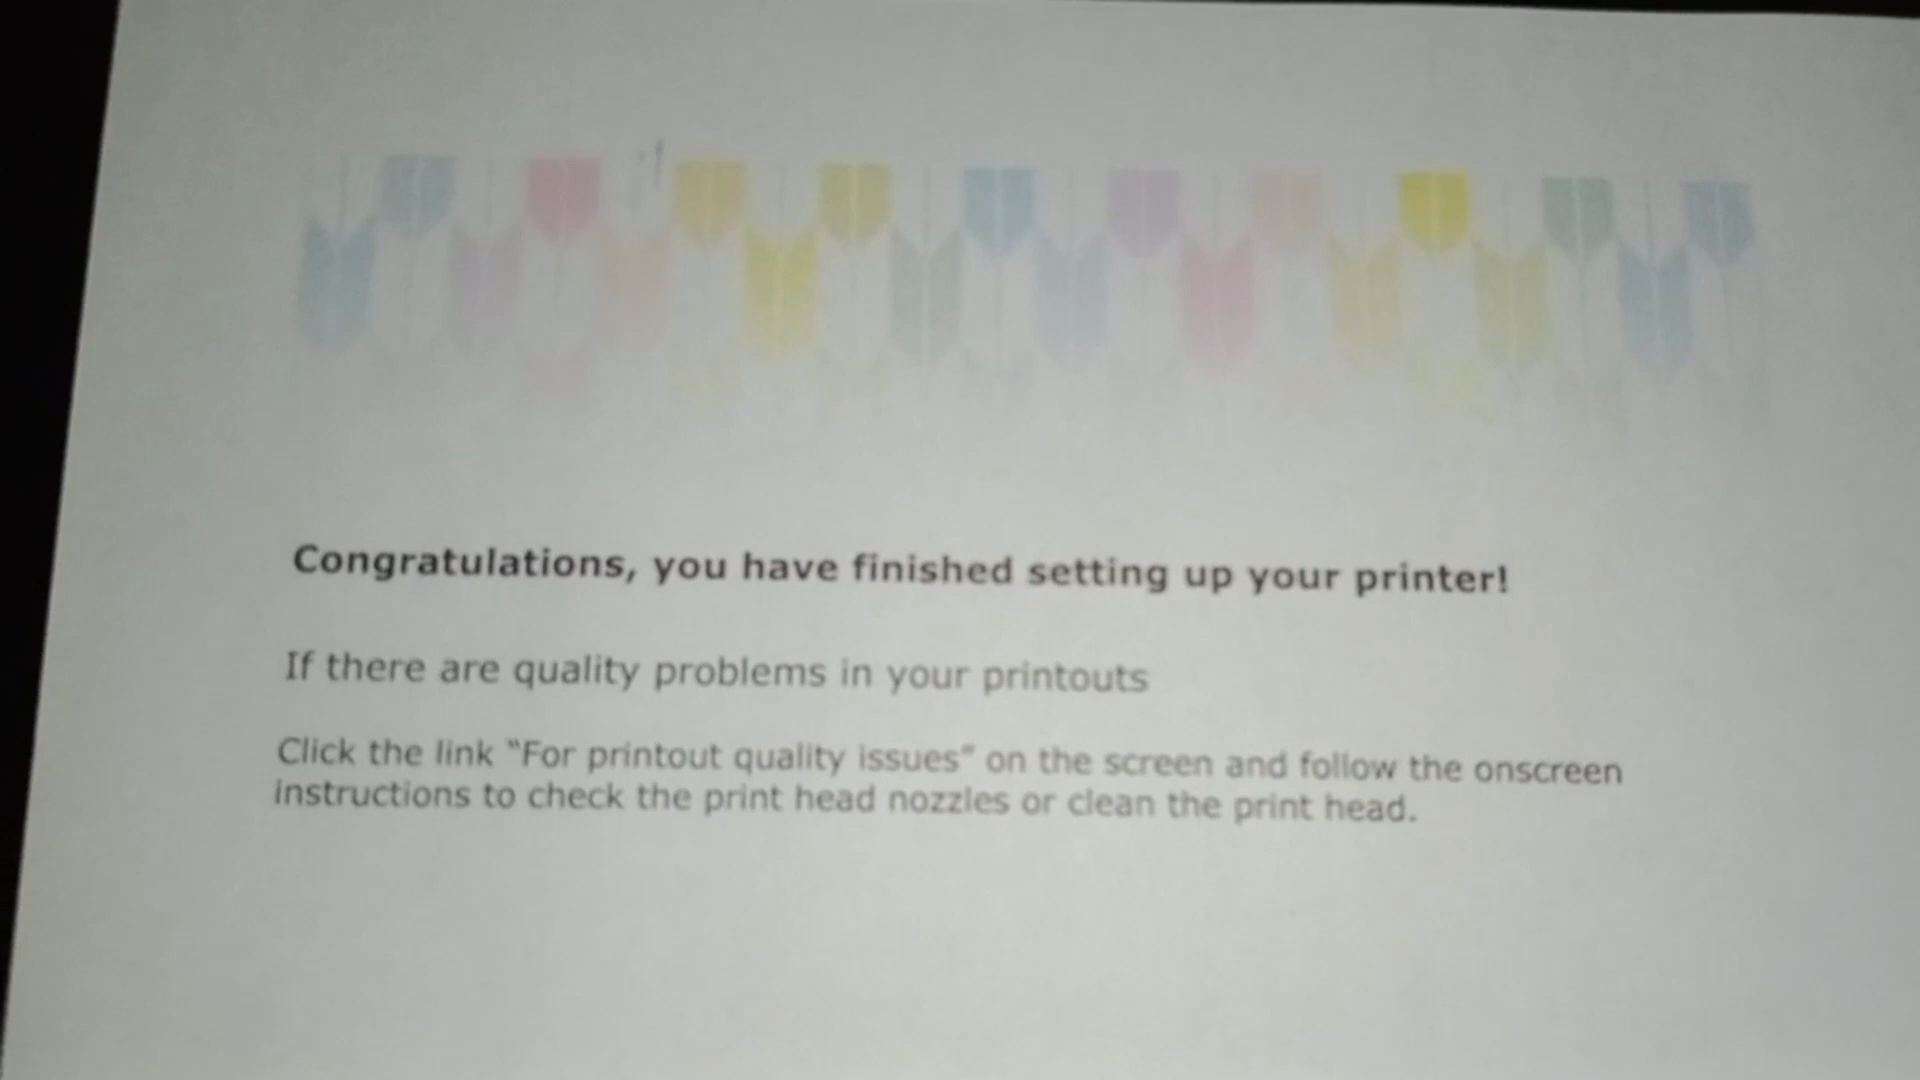 Congratulations, you have finished setting up your printer!
If there are quality problems in your printouts
Click the link “For printout quality issues” on the screen and follow the onscreen
instructions to check the print head nozzles or clean the print head.